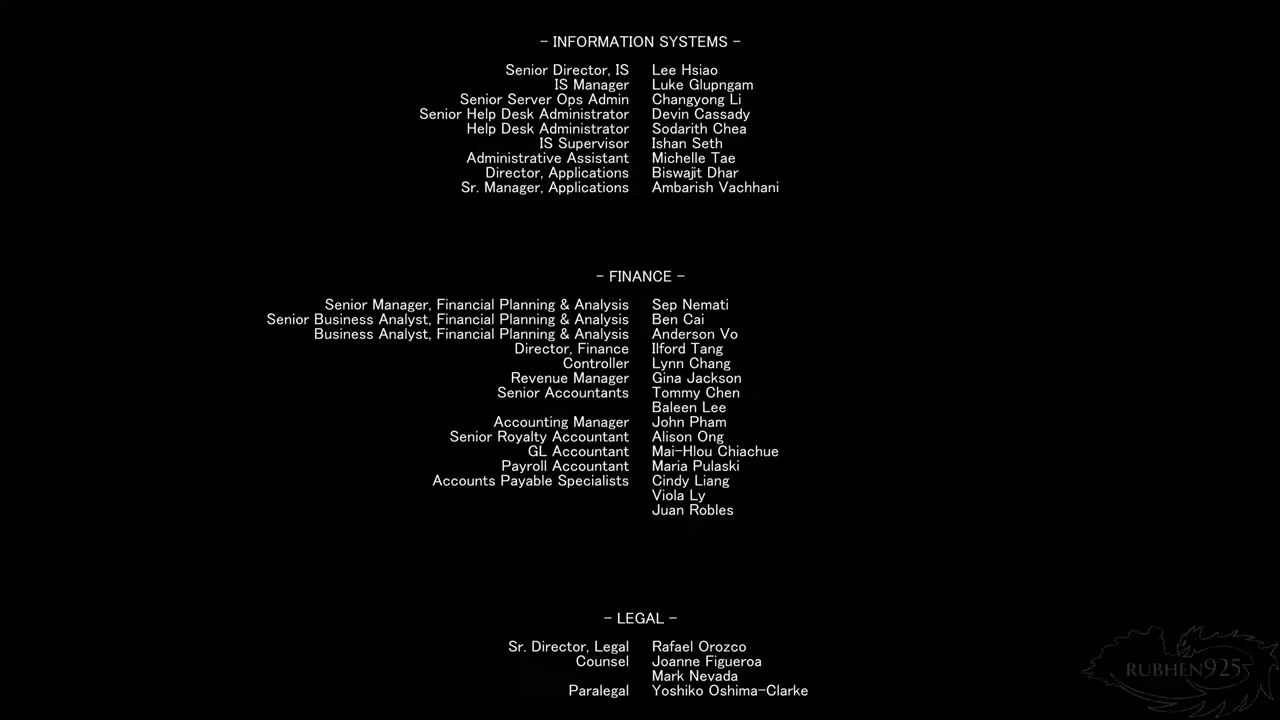 - INFORMATION SYSTEMS -
Senior Director, IS Lee Hsiao
IS Manager Luke Glupngam
Senior Server Ops Admin Changyong Li
Senior Help Desk Administrator Devin Cassady
Help Desk Administrator Sodarith Chea
IS Supervisor Ishan Seth
Administrative Assistant Michelle Tae
Director, Applications Biswajit Dhar
Sr. Manager, Applications Ambarish Vachhani
- FINANCE -
Senior Manager, Financial Planning & Analysis Sep Nemati
Senior Business Analyst, Financial Planning & Analysis Ben Cai
Business Analyst, Financial Planning & Analysis Anderson Vo
Director, Finance Ilford Tang
Controller Lynn Chang
Revenue Manager Gina Jackson
Senior Accountants Tommy Chen
Baleen Lee
Accounting Manager John Pham
Senior Royalty Accountant Alison Ong
GL Accountant Mai-Hlou Chiachue
Payroll Accountant Maria Pulaski
Accounts Payable Specialists Cindy Liang
Viola Ly
Juan Robles
- LEGAL -
Sr. Director, Legal Rafael Orozco
Counsel Joanne Figueroa
Mark Nevada
Paralegal Yoshiko Oshima-Clarke
RUBHEN925